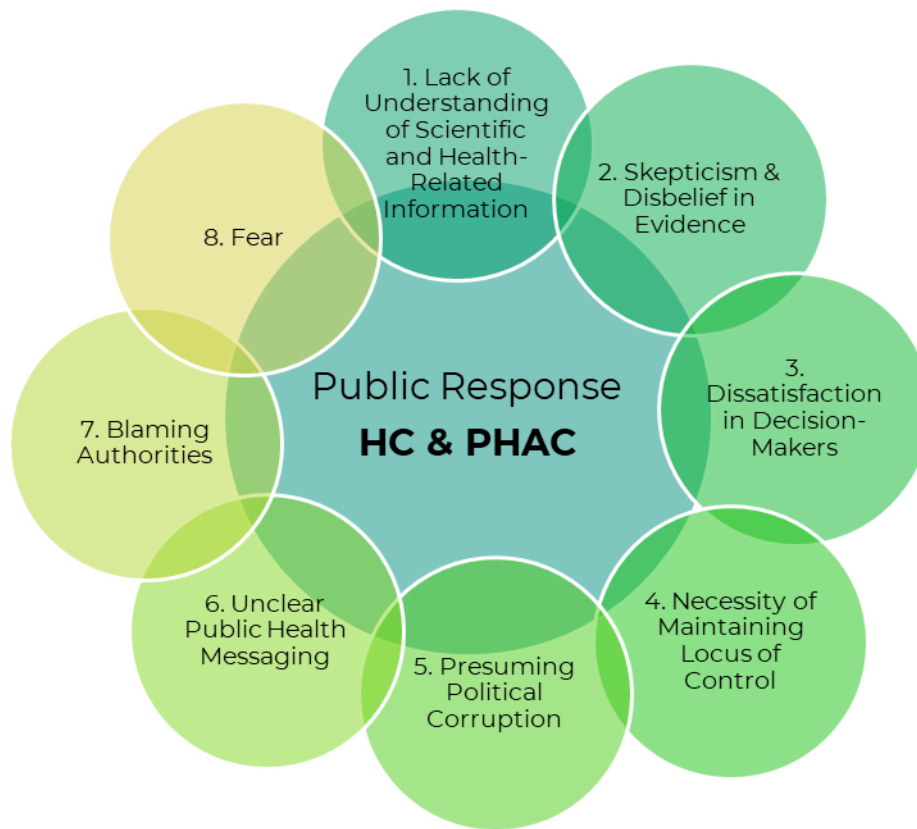 1. Lack of
Understanding
of Scientific
and Health-
Related
Information
2. Skepticism &
Disbelief in
Evidence
3.
Dissatisfaction
in Decision-
Makers
4. Necessity of
Maintaining
Locus of
Control
5. Presuming
Political
Corruption
6. Unclear
Public Health
Messaging
7. Blaming
Authorities
8. Fear
Public Response
HC & PHAC